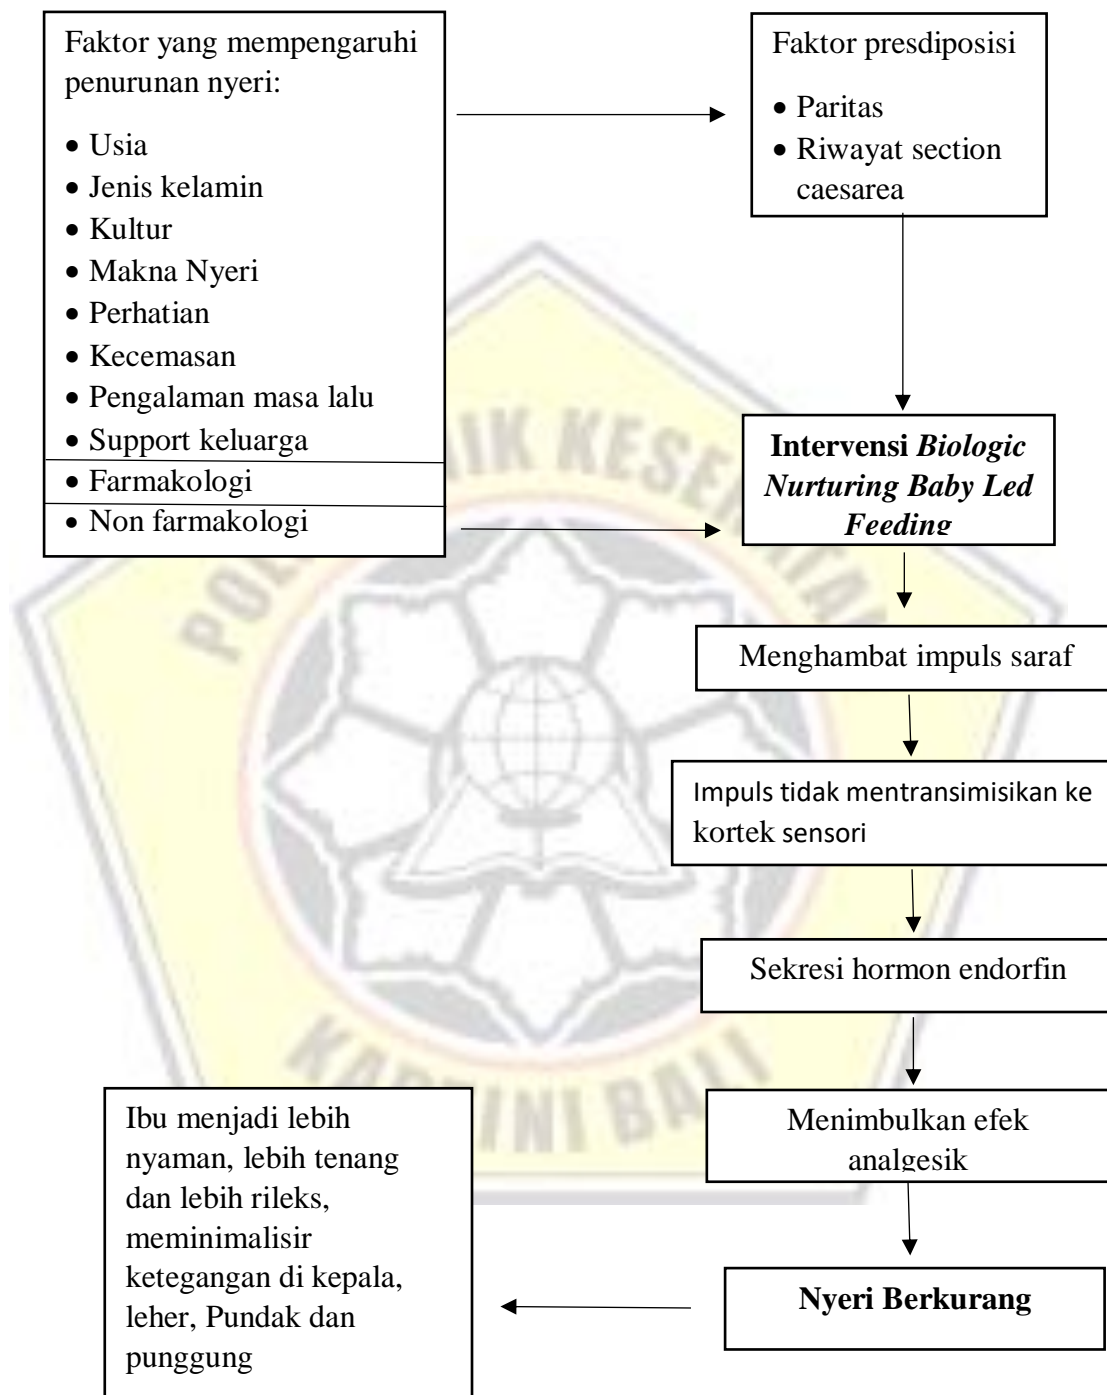 Faktor yang mempengaruhi
penurunan nyeri:
• Usia
• Jenis kelamin
• Kultur
• Makna Nyeri
• Perhatian
• Kecemasan
• Pengalaman masa lalu
• Support keluarga
• Farmakologi
• Non farmakologi
Faktor presdiposisi
• Paritas
• Riwayat section
caesarea
Intervensi Biologic
Nurturing Baby Led
Feeding
Menghambat impuls saraf
Impuls tidak mentransimisikan ke
kortek sensori
Sekresi hormon endorfin
Menimbulkan efek
analgesik
Nyeri Berkurang
Ibu menjadi lebih
nyaman, lebih tenang
dan lebih rileks,
meminimalisir
ketegangan di kepala,
leher, Pundak dan
punggung
INI BALI